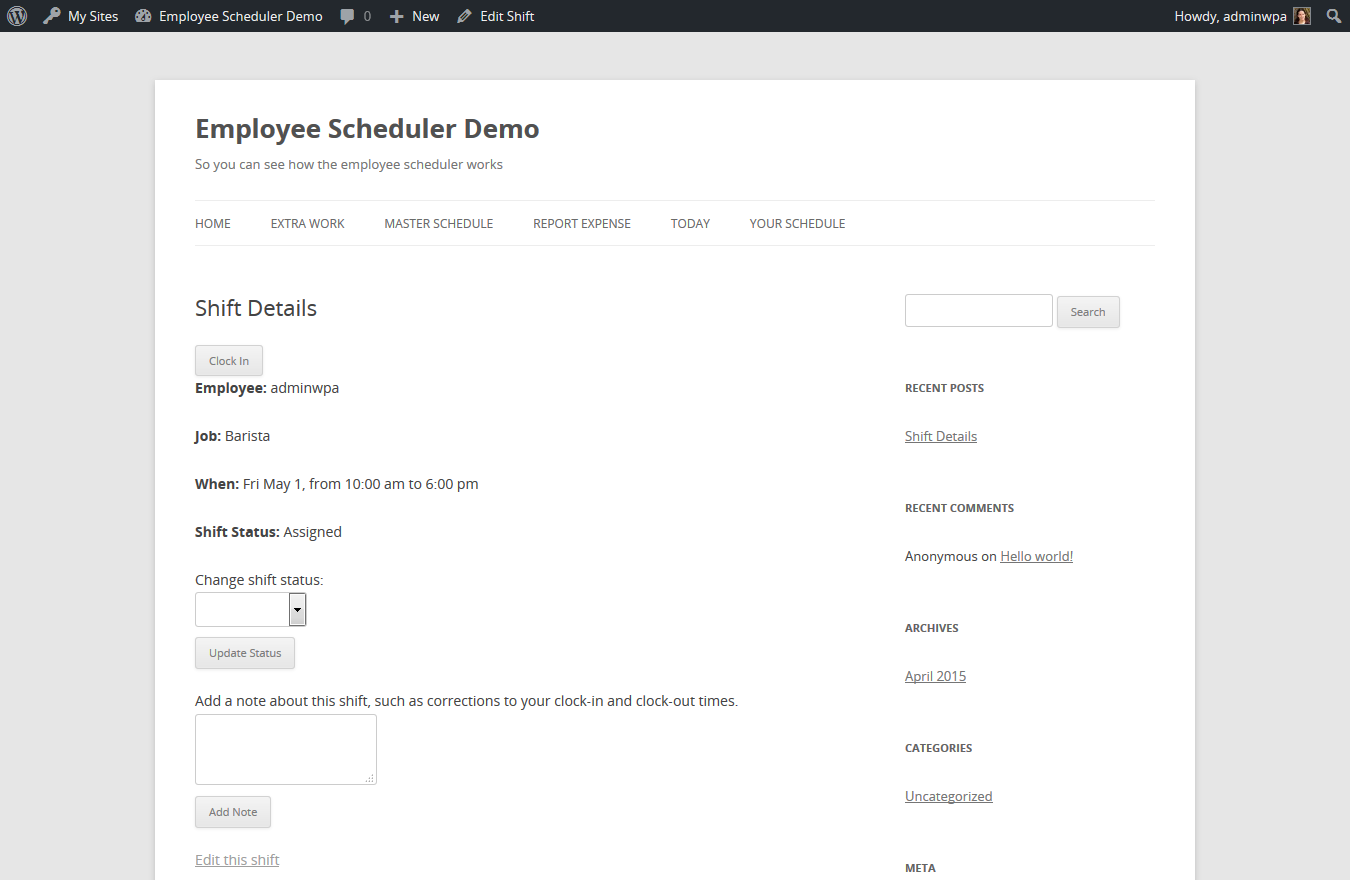 My Sites Employee Scheduler Demo 0 New Edit Shift Howdy, adminwpa
Employee Scheduler Demo
So you can see how the employee scheduler works
HOME EXTRA WORK MASTER SCHEDULE REPORT EXPENSE TODAY YOUR SCHEDULE
Shift Details
Clock In
Employee: adminwpa
Job: Barista
When: Fri May 1, from 10:00 am to 6:00 pm
Shift Status: Assigned
Change shift status:
Update Status
Add a note about this shift, such as corrections to your clock-in and clock-out times.
Add Note
Edit this shift
Search
RECENT POSTS
Shift Details
RECENT COMMENTS
Anonymous on Hello world!
ARCHIVES
April 2015
CATEGORIES
Uncategorized
META